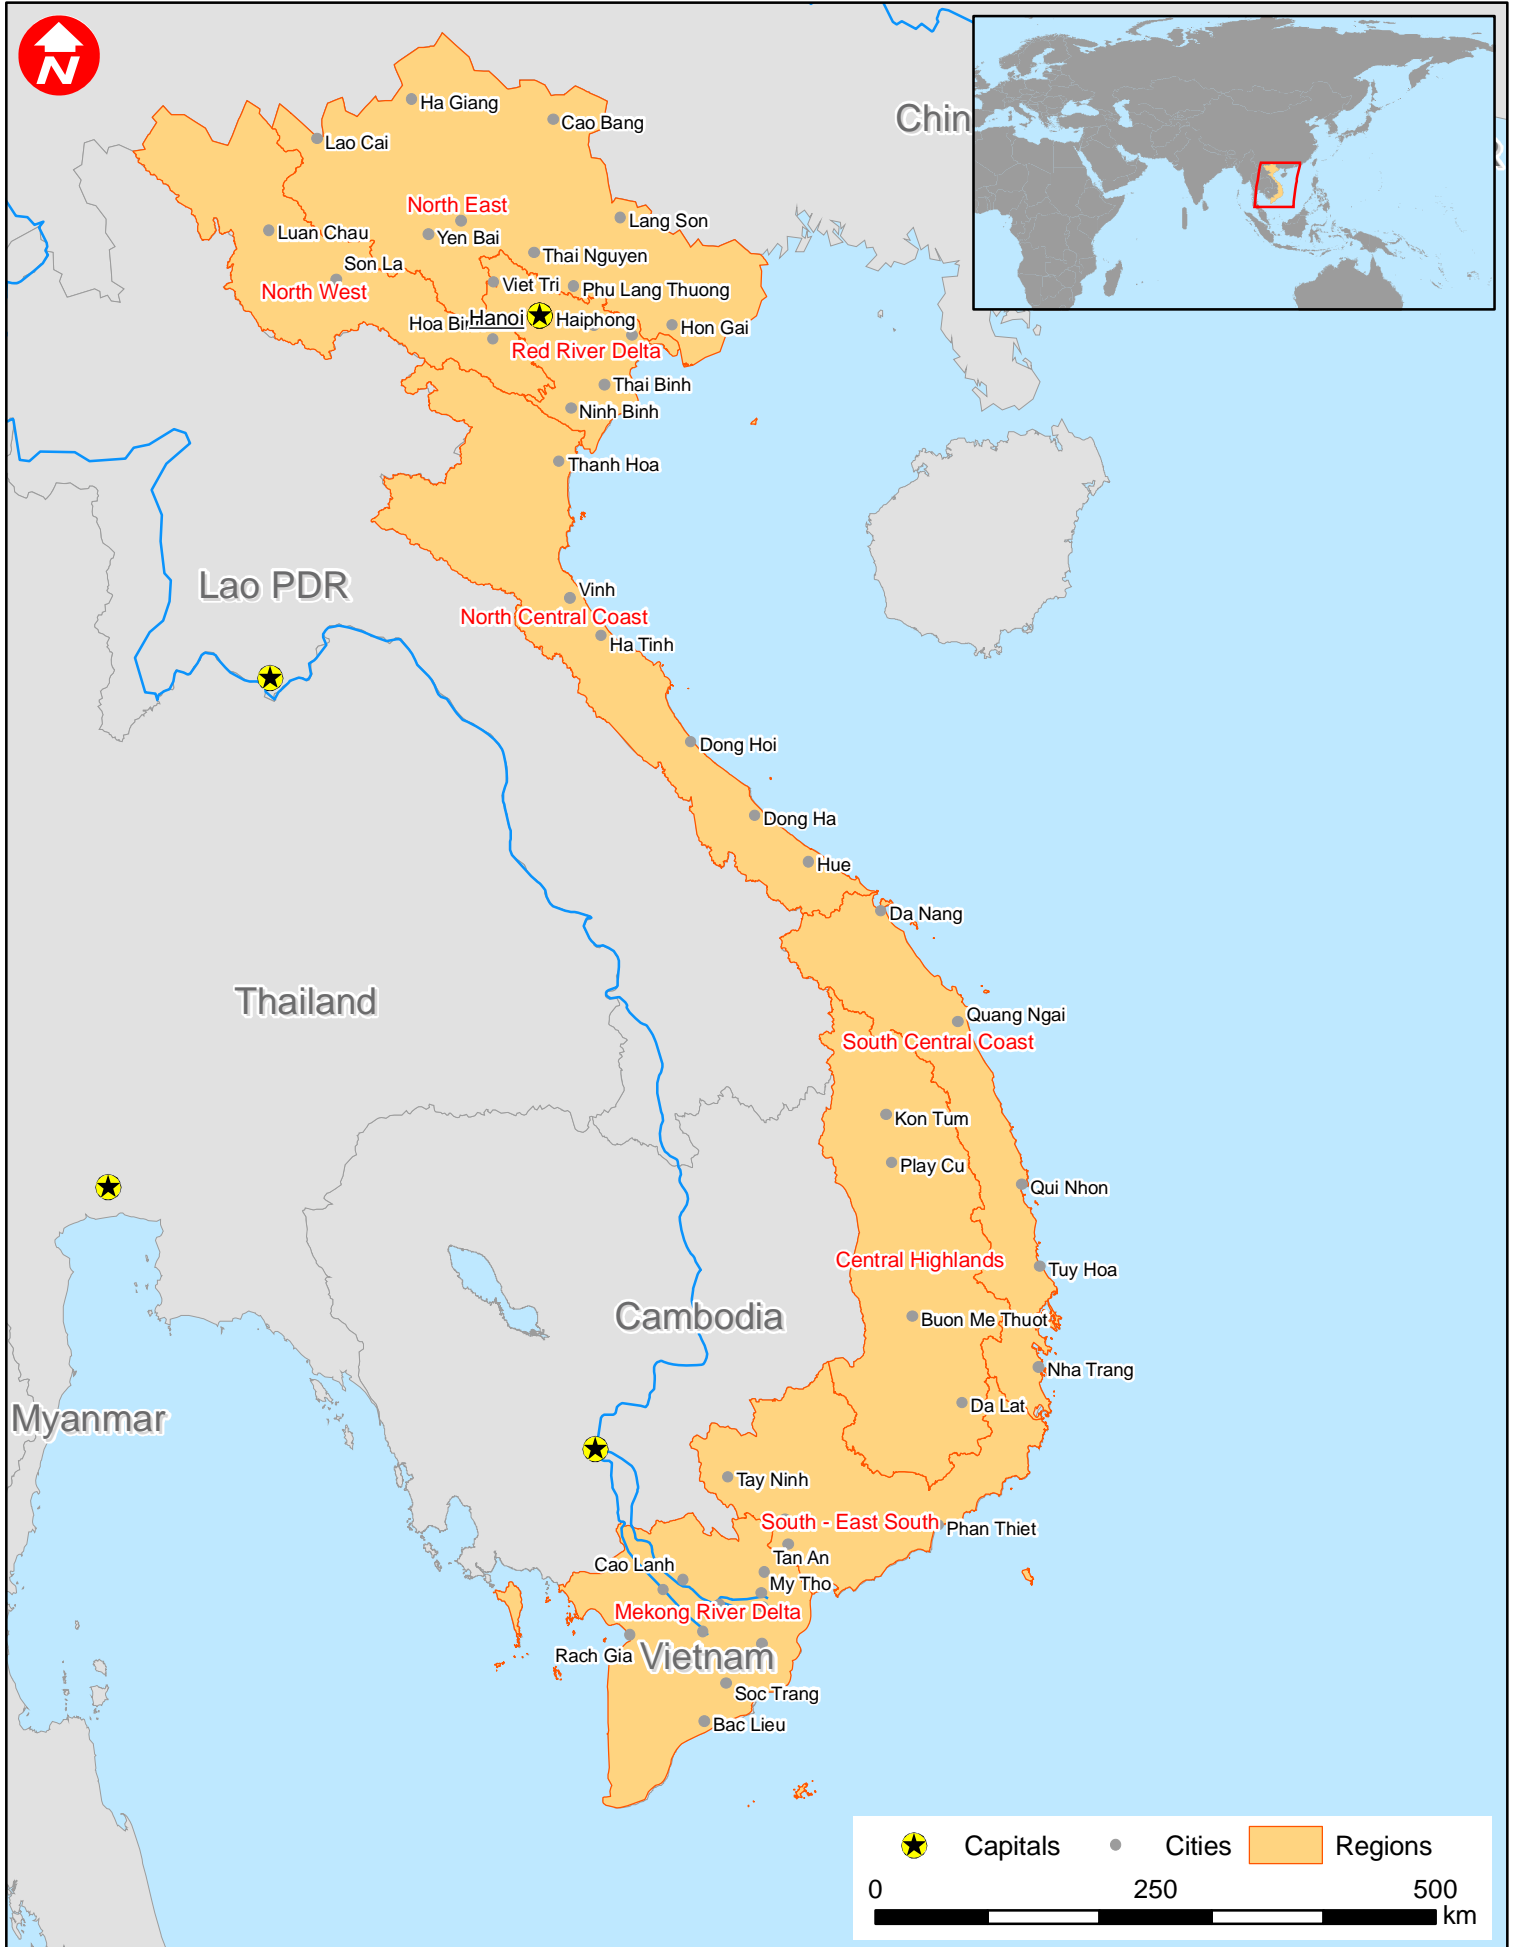 N
Ha Giang
Cao Bang
Chin
Lao Cai
North East
Lang Son
Luan Chau
Yen Bai
Thai Nguyen
Son La
North West
Viet Tri
Phu Lang Thuong
Hoa Bi
Hanoi
Haiphong
Hon Gai
Red River Delta
Thai Binh
Ninh Binh
Thanh Hoa
Lao PDR
Vinh
North Central Coast
Ha Tinh
Dong Hoi
Dong Ha
Hue
Da Nang
Thailand
Quang Ngai
South Central Coast
Kon Tum
Play Cu
Qui Nhon
Central Highlands
Tuy Hoa
Cambodia
Buon Me Thuot
Nha Trang
Myanmar
Da Lat
Tay Ninh
South - East South
Phan Thiet
Tan An
Cao Lanh
My Tho
Mekong River Delta
Rach Gia
Vietnam
Soc Trang
Bac Lieu
Capitals
Cities
Regions
0 250 500
km